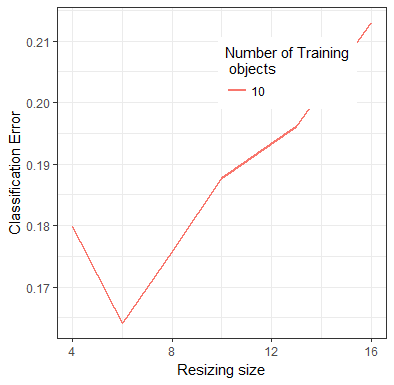 0.21
0.20
0.19
0.18
0.17
Classification Error
Number of Training
objects
10
4
8
12
16
Resizing size